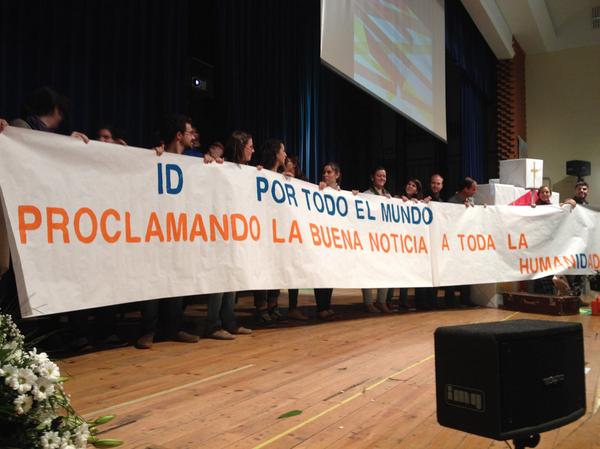 ID POR TODO EL MUNDO
PROCLAMANDO LA BUENA NOTICIA A TODA LA
HUMANIDAD
img